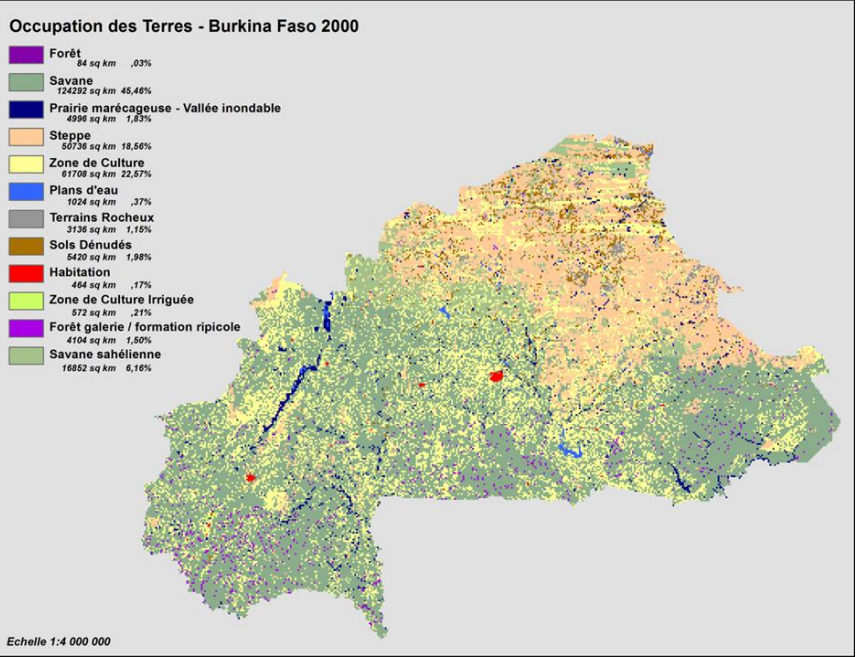 Occupation des Terres - Burkina Faso 2000
Forêt
84 sq km ,03%
Savane
124292 sq km 45,46%
Prairie marécageuse - Vallée inondable
4996 sq km 1,83%
Steppe
50736 sq km 18,56%
Zone de Culture
61708 sq km 22,57%
Plans d'eau
1024 sq km ,37%
Terrains Rocheux
3136 sq km 1,15%
Sols Dénudés
5420 sq km 1,98%
Habitation
464 sq km ,17%
Zone de Culture Irriguée
572 sq km ,21%
Forêt galerie / formation ripicole
4104 sq km 1,50%
Savane sahélienne
16852 sq km 6,16%
Echelle 1:4 000 000